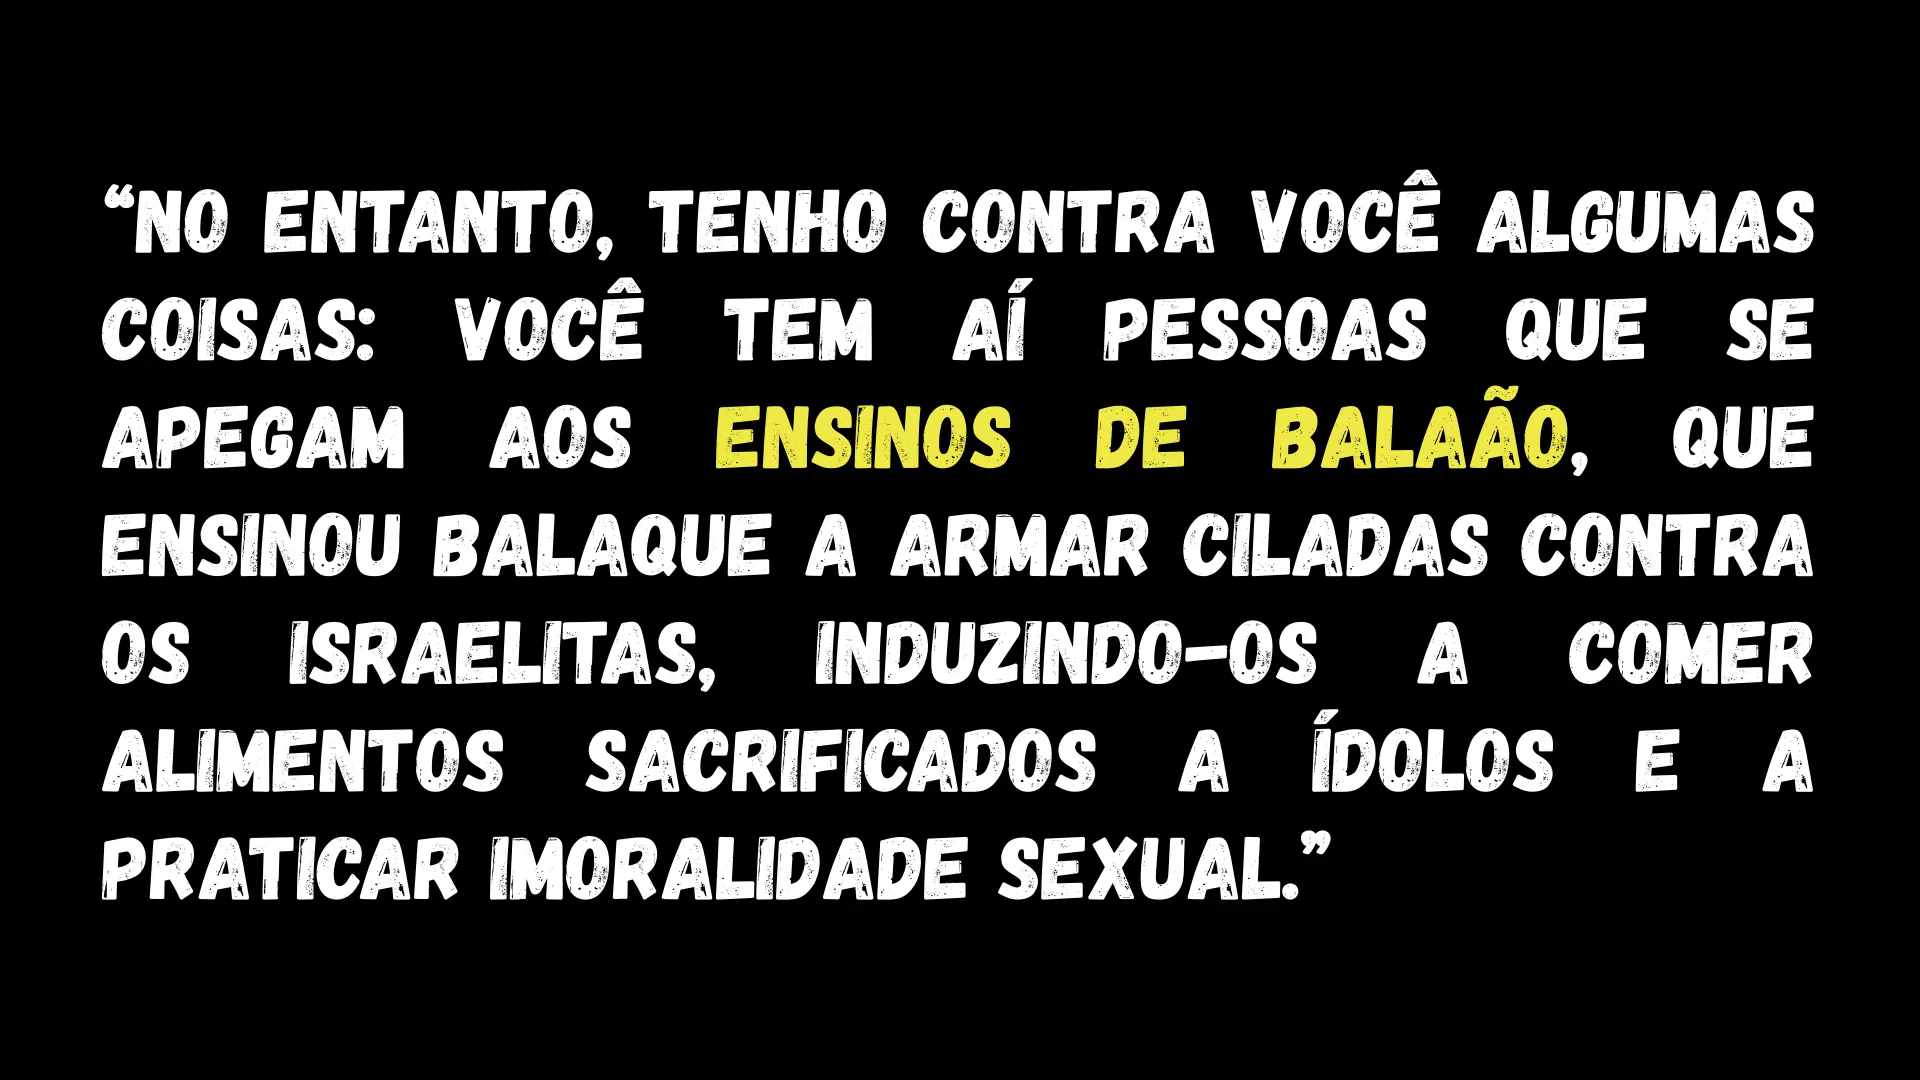 “NO ENTANTO, TENHO CONTRA VOCÊ ALGUMAS
COISAS: VOCÊ TEM AÍ PESSOAS QUE SE
APEGAM AOS ENSINOS DE BALAÃO, QUE
ENSINOU BALAQUE A ARMAR CILADAS CONTRA
OS ISRAELITAS, INDUZINDO-OS A COMER
ALIMENTOS SACRIFICADOS A ÍDOLOS E A
PRATICAR IMORALIDADE SEXUAL.”